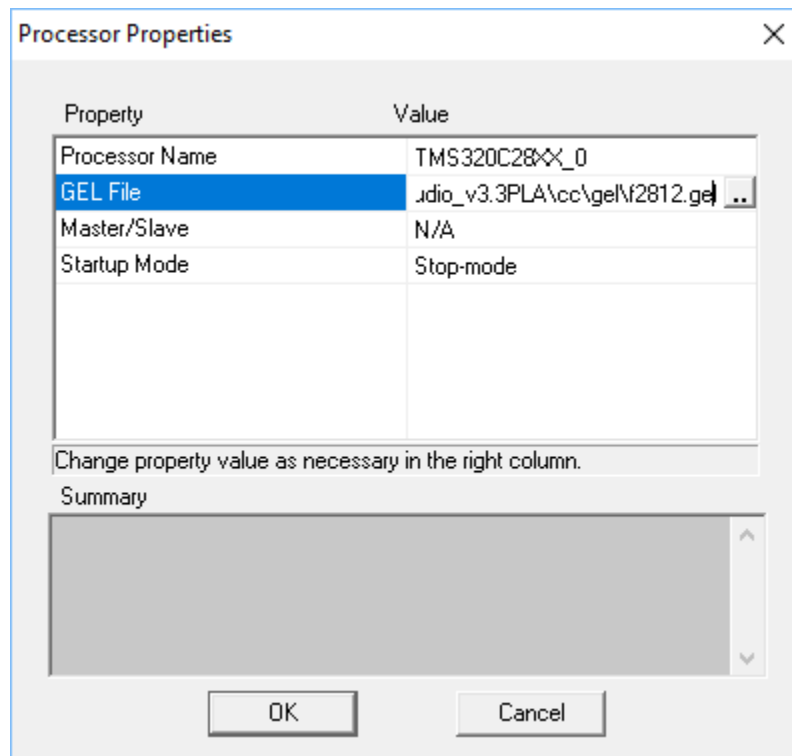 Processor Properties
Property Value
Processor Name TMS320C28XX_0
GEL File udio_v3.3PLA\cc\gel\f2812.gel ..
Master/Slave N/A
Startup Mode Stop-mode
Change property value as necessary in the right column.
Summary
OK Cancel